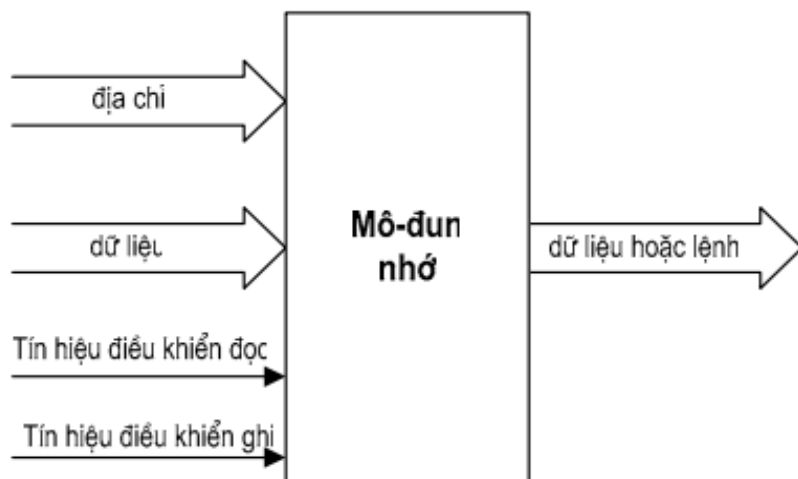 địa chỉ
dữ liệu
Tín hiệu điều khiển đọc
Tín hiệu điều khiển ghi
Mô-đun
nhớ
dữ liệu hoặc lệnh